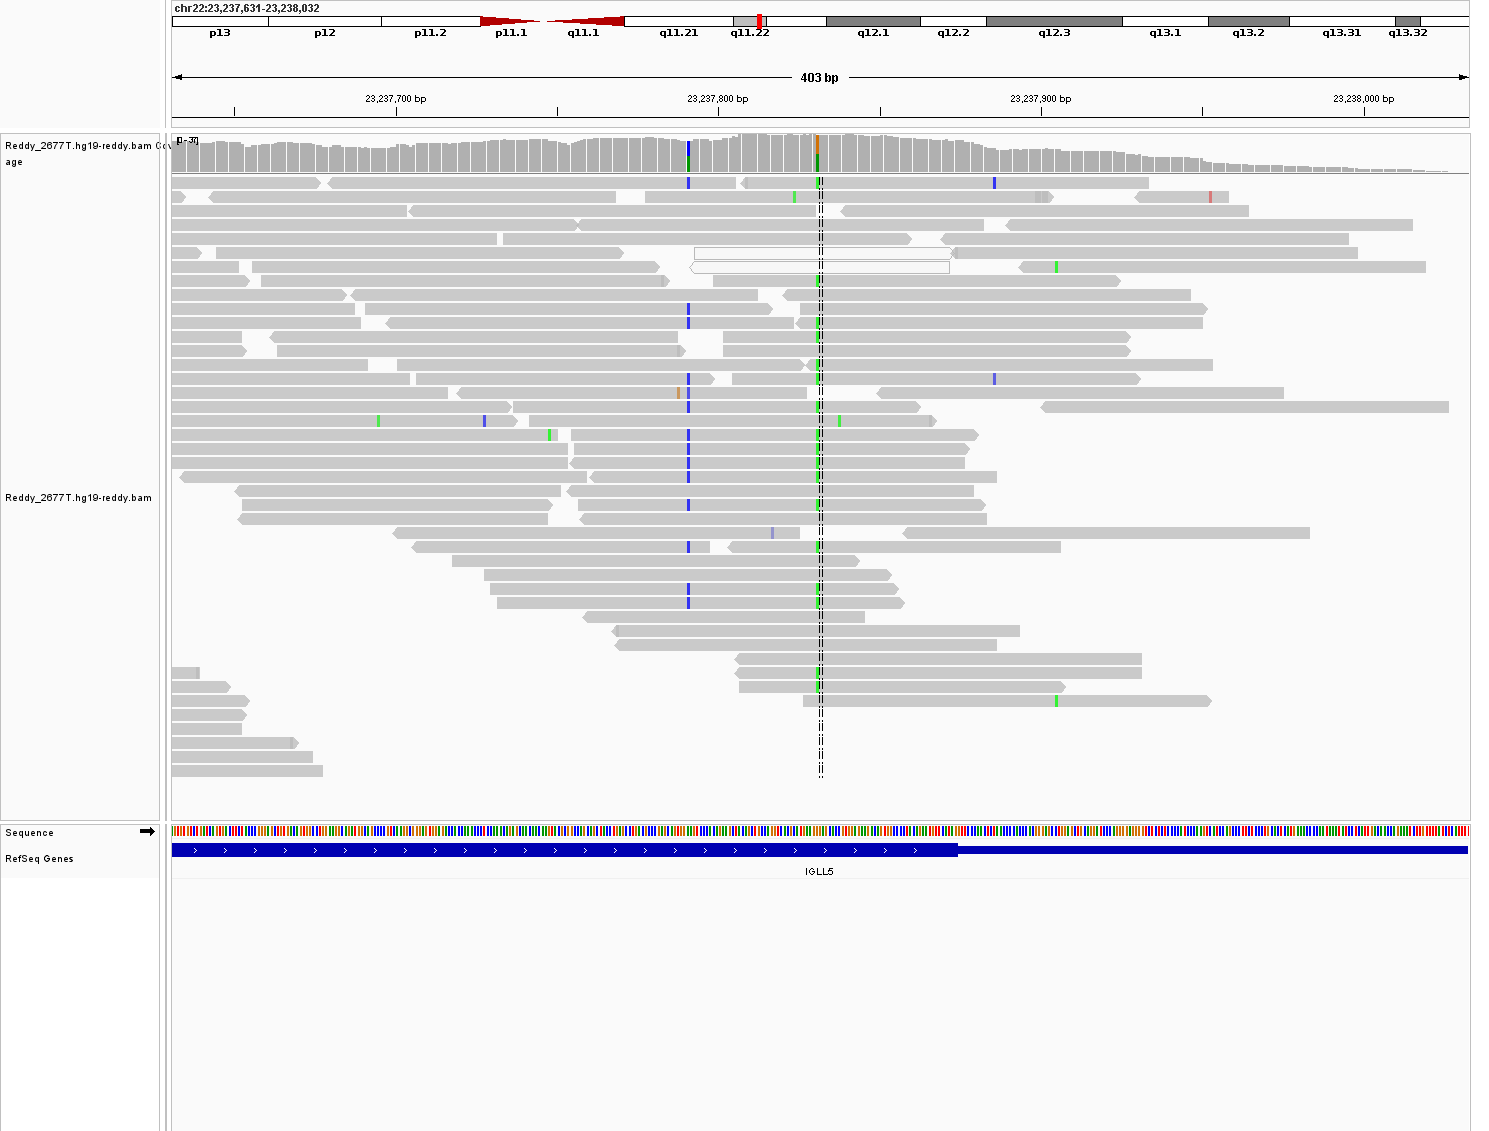 chr22:23,237,631-23,238,032
p13 p12 p11.2 p11.1 q11.1 q11.21 q11.22 q12.1 q12.2 q12.3 q13.1 q13.2 q13.31 q13.32
403 bp
23,237,700 bp 23,237,800 bp 23,237,900 bp 23,238,000 bp
Reddy_2677T.hg19-reddy.bam Cov
age
[0 - 37]
Reddy_2677T.hg19-reddy.bam
Sequence
RefSeq Genes
IGLL5